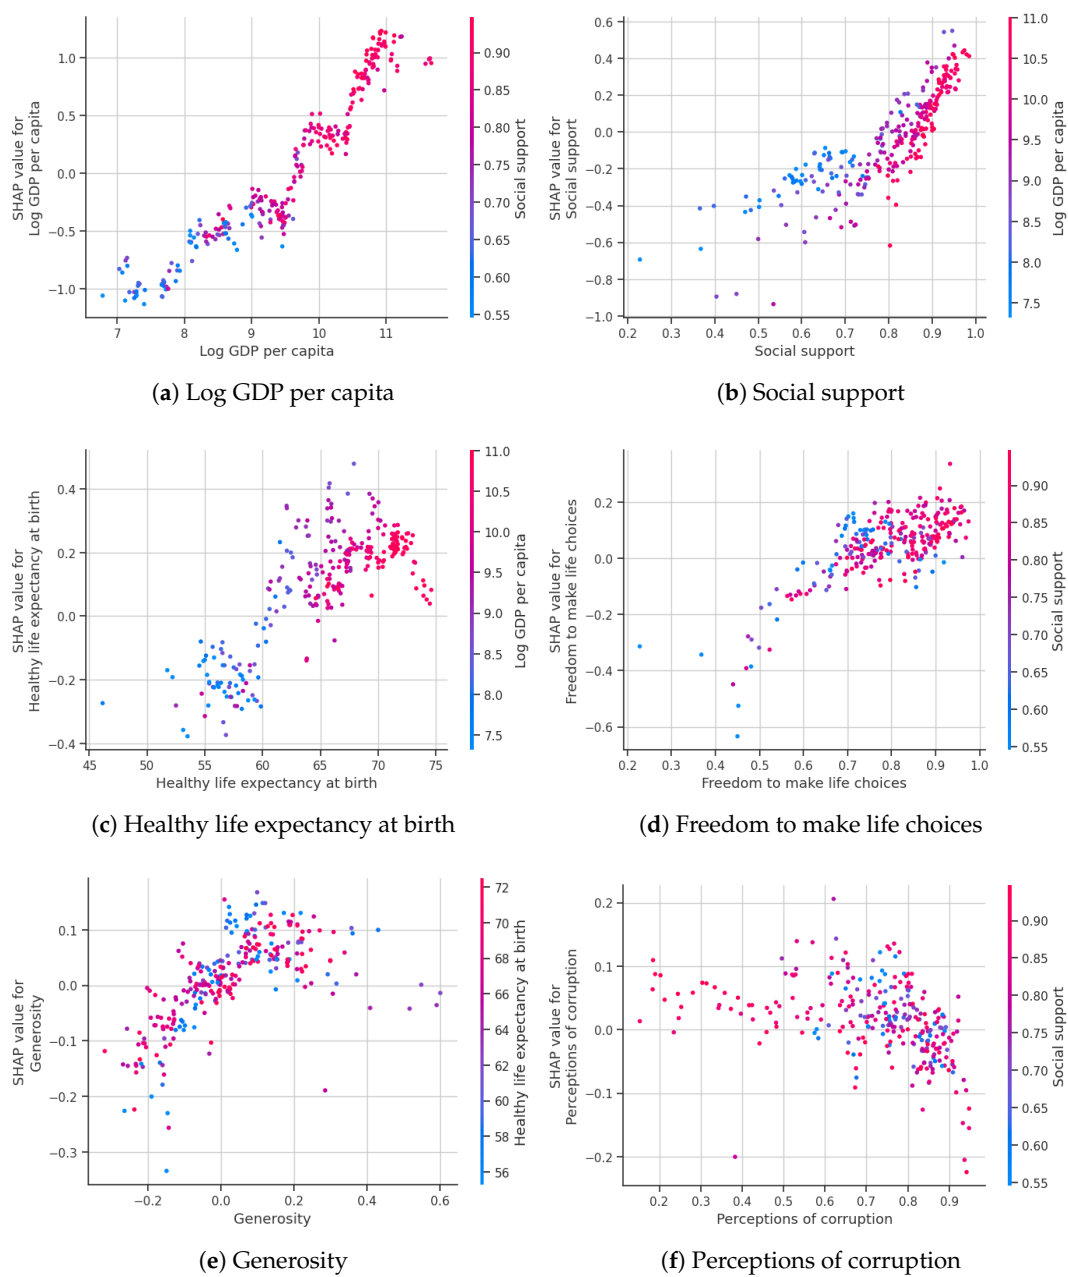 SHAP value for
Log GDP per capita
1.0
0.5
0.0
−0.5
−1.0
7 8 9 10 11
Log GDP per capita
0.90
0.85
0.80
0.75
0.70
0.65
0.60
0.55
Social support
(a) Log GDP per capita
SHAP value for
Social support
0.6
0.4
0.2
0.0
−0.2
−0.4
−0.6
−0.8
−1.0
0.2 0.3 0.4 0.5 0.6 0.7 0.8 0.9 1.0
Social support
11.0
10.5
10.0
9.5
9.0
8.5
8.0
7.5
Log GDP per capita
(b) Social support
SHAP value for
Healthy life expectancy at birth
0.4
0.2
0.0
−0.2
−0.4
45 50 55 60 65 70 75
Healthy life expectancy at birth
11.0
10.5
10.0
9.5
9.0
8.5
8.0
7.5
Log GDP per capita
(c) Healthy life expectancy at birth
SHAP value for
Freedom to make life choices
0.2
0.0
−0.2
−0.4
−0.6
0.2 0.3 0.4 0.5 0.6 0.7 0.8 0.9 1.0
Freedom to make life choices
0.90
0.85
0.80
0.75
0.70
0.65
0.60
0.55
Social support
(d) Freedom to make life choices
SHAP value for
Generosity
0.1
0.0
−0.1
−0.2
−0.3
−0.2 0.0 0.2 0.4 0.6
Generosity
72
70
68
66
64
62
60
58
56
Healthy life expectancy at birth
(e) Generosity
SHAP value for
Perceptions of corruption
0.2
0.1
0.0
−0.1
−0.2
0.2 0.3 0.4 0.5 0.6 0.7 0.8 0.9
Perceptions of corruption
0.90
0.85
0.80
0.75
0.70
0.65
0.60
0.55
Social support
(f) Perceptions of corruption